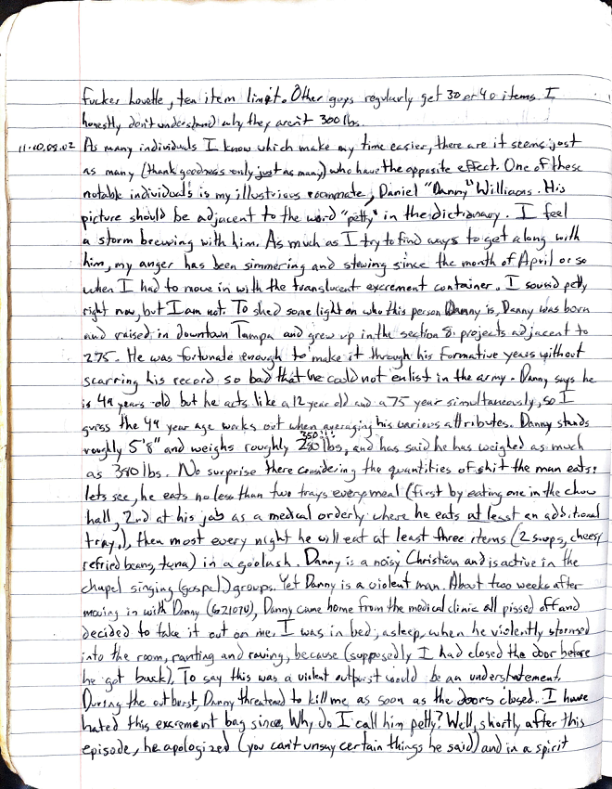 fucker Lovelle, ten item limit. Other guys regularly get 30 or 40 items. I
honestly don't understand why they aren't 300 lbs.
11.10,05.02 As many individuals I know which make my time easier, there are it seems just
as many (thank goodness only just as many) who have the opposite effect. One of these
notable individuals is my illustrious roommate, Daniel "Danny" Williams. His
picture should be adjacent to the word "petty" in the dictionary. I feel
a storm brewing with him. As much as I try to find ways to get along with
him, my anger has been simmering and stewing since the month of April or so
when I had to move in with the translucent excrement container. I sound petty
right now, but I am not. To shed some light on who this person Danny is, Danny was born
and raised in downtown Tampa and grew up in the section 8 projects adjacent to
275. He was fortunate enough to make it through his formative years without
scarring his record so bad that he could not enlist in the army. Danny says he
is 49 years old but he acts like a 12 year old and a 75 year simultaneously, so I
guess the 49 year age works out when averaging his various attributes. Danny stands
roughly 5'8" and weighs roughly 350!! lbs, and has said he has weighed as much
as 380 lbs. No surprise there considering the quantities of shit the man eats:
lets see, he eats no less than two trays every meal (first by eating one in the chow
hall, 2nd at his job as a medical orderly where he eats at least an additional
tray.), then most every night he will eat at least three items (2 soups, cheese,
refried beans, tuna) in a goolash. Danny is a noisy Christian and is active in the
chapel singing (gospel) groups. Yet Danny is a violent man. About two weeks after
moving in with Danny (G21074), Danny came home from the medical clinic all pissed off and
decided to take it out on me. I was in bed, asleep, when he violently stormed
into the room, ranting and raving, because (supposedly I had closed the door before
he got back). To say this was a violent outburst would be an understatement.
During the outburst, Danny threatened to kill me as soon as the doors closed. I have
hated this excrement bag since. Why do I call him petty? Well, shortly after this
episode, he apologized (you can't unsay certain things he said) and in a spirit